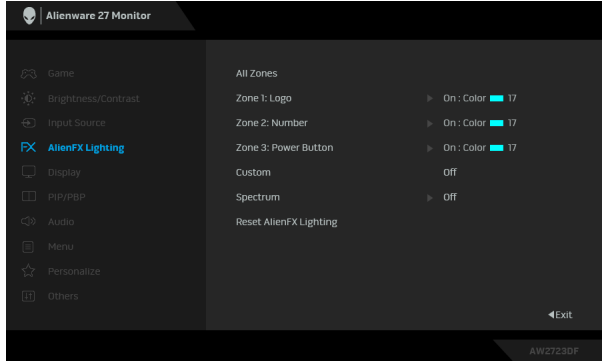 Alienware 27 Monitor
Game
All Zones
Brightness/Contrast
Zone 1: Logo
On : Color 17
Input Source
Zone 2: Number
On : Color 17
FX AlienFX Lighting
Zone 3: Power Button
On : Color 17
Display
Custom
Off
PIP/PBP
Spectrum
Off
Audio
Reset AlienFX Lighting
Menu
Personalize
Others
Exit
AW2723DF